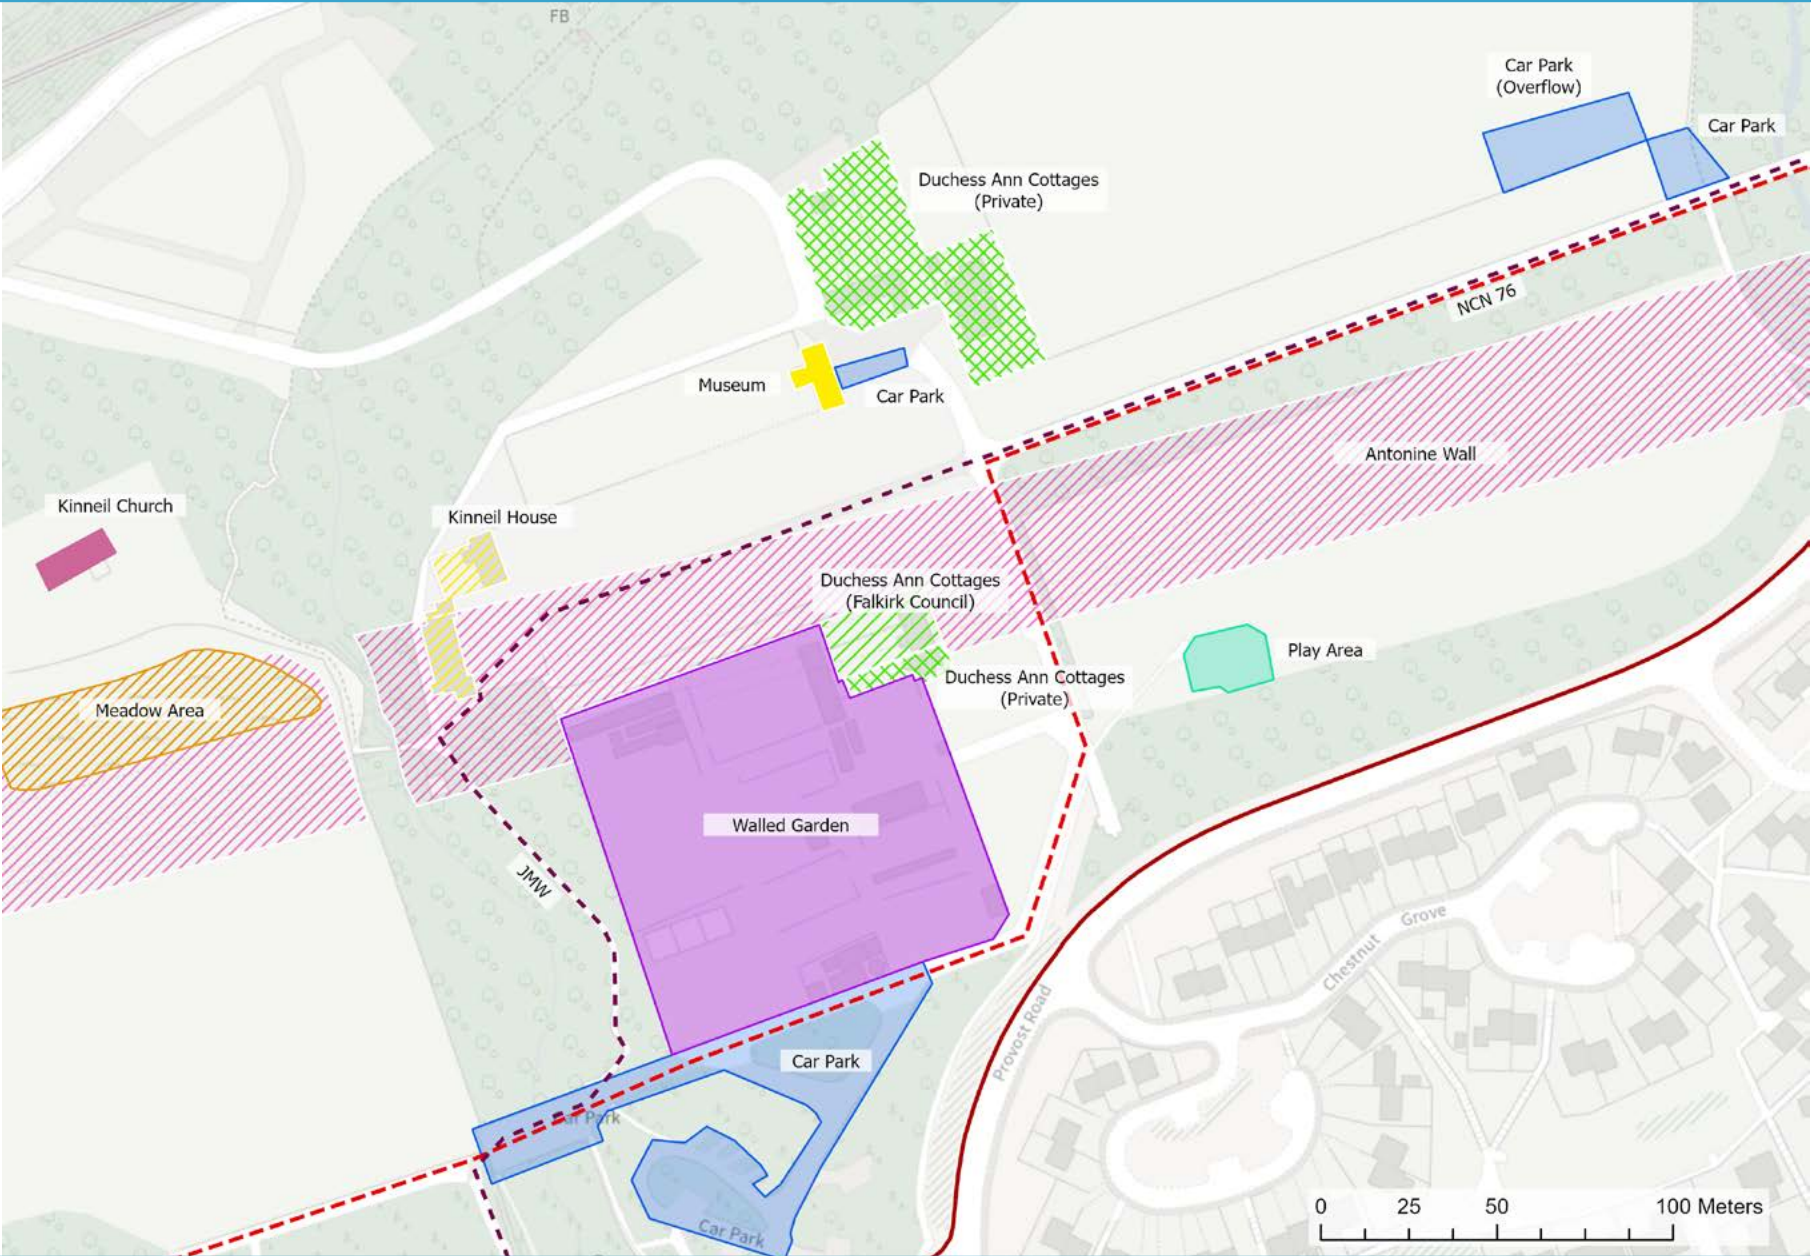 FB
Car Park
(Overflow)
Car Park
Duchess Ann Cottages
(Private)
NCN 76
Museum
Car Park
Antonine Wall
Kinneil Church
Kinneil House
Duchess Ann Cottages
(Falkirk Council)
Play Area
Duchess Ann Cottages
(Private)
Meadow Area
Walled Garden
JMW
Chestnut Grove
Provost Road
Car Park
Car Park
Car Park
0 25 50 100 Meters